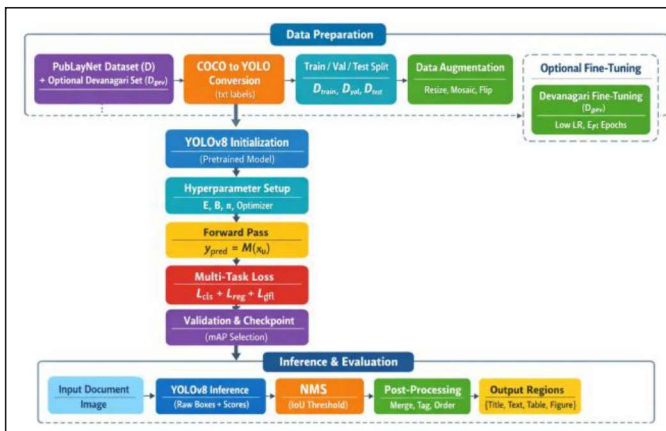 Data Preparation
PubLayNet Dataset (D)
+ Optional Devanagari Set (Dgev)
COCO to YOLO
Conversion
(txt labels)
Train / Val / Test Split
Dtrain, Dval, Dtest
Data Augmentation
Resize, Mosaic, Flip
Optional Fine-Tuning
Devanagari Fine-Tuning
(Dgev)
Low LR, EFt Epochs
YOLOv8 Initialization
(Pretrained Model)
Hyperparameter Setup
E, B, π, Optimizer
Forward Pass
ypred = M(xu)
Multi-Task Loss
Lcls + Lreg + Ldfl
Validation & Checkpoint
(mAP Selection)
Inference & Evaluation
Input Document
Image
YOLOv8 Inference
(Raw Boxes + Scores)
NMS
(IoU Threshold)
Post-Processing
Merge, Tag, Order
Output Regions
(Title, Text, Table, Figure)